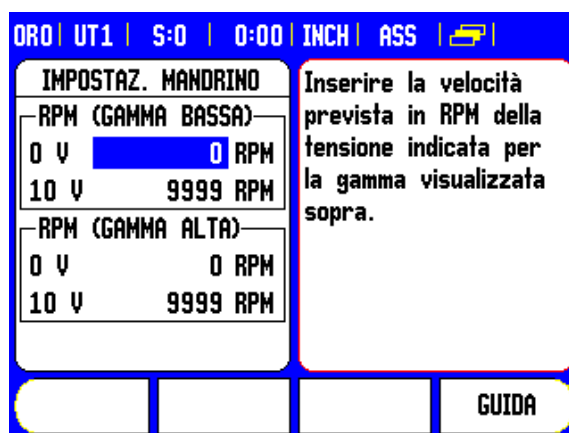 ORO| UT1 | S:0 | 0:00| INCH| ASS |
IMPOSTAZ. MANDRINO
RPM (GAMMA BASSA)
0 V 0 RPM
10 V 9999 RPM
RPM (GAMMA ALTA)
0 V 0 RPM
10 V 9999 RPM
Inserire la velocità
prevista in RPM della
tensione indicata per
la gamma visualizzata
sopra.
GUIDA